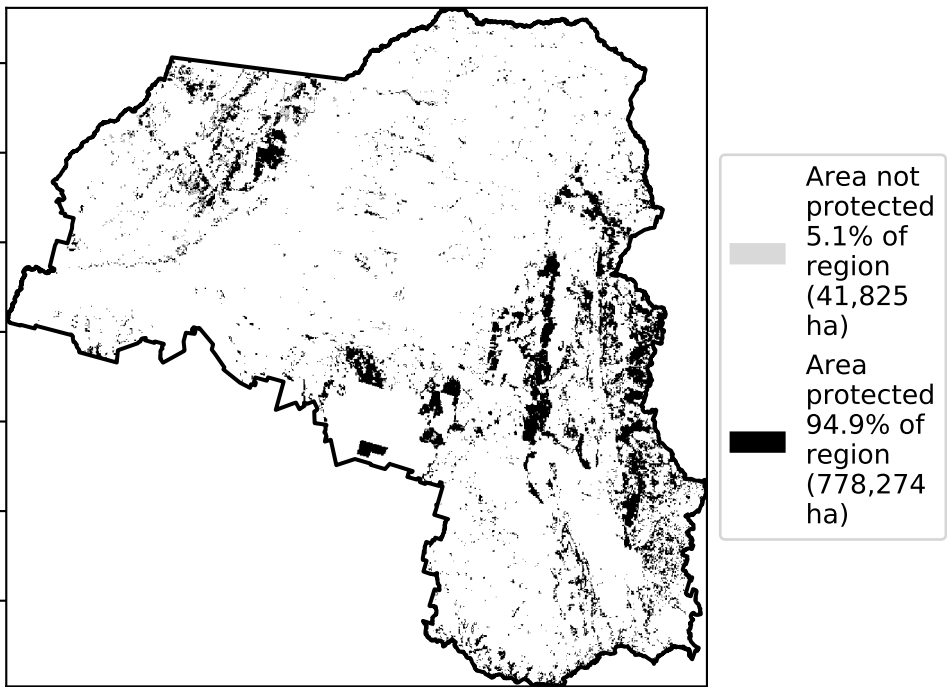 Area not
protected
5.1% of
region
(41,825
ha)
Area
protected
94.9% of
region
(778,274
ha)